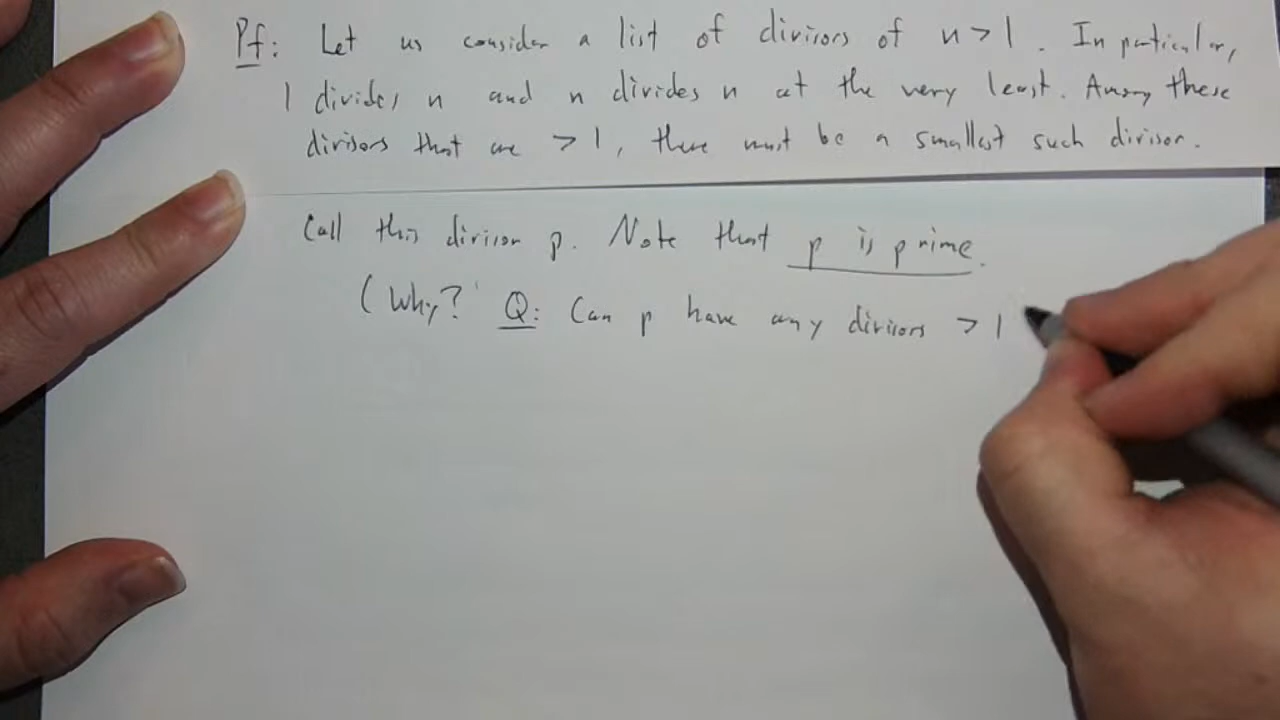 Pf: Let us consider a list of divisors of n > 1. In particular,
1 divides n and n divides n at the very least. Among these
divisors that are > 1, there must be a smallest such divisor.
Call this divisor p. Note that p is prime.
(Why? Q: Can p have any divisors > 1